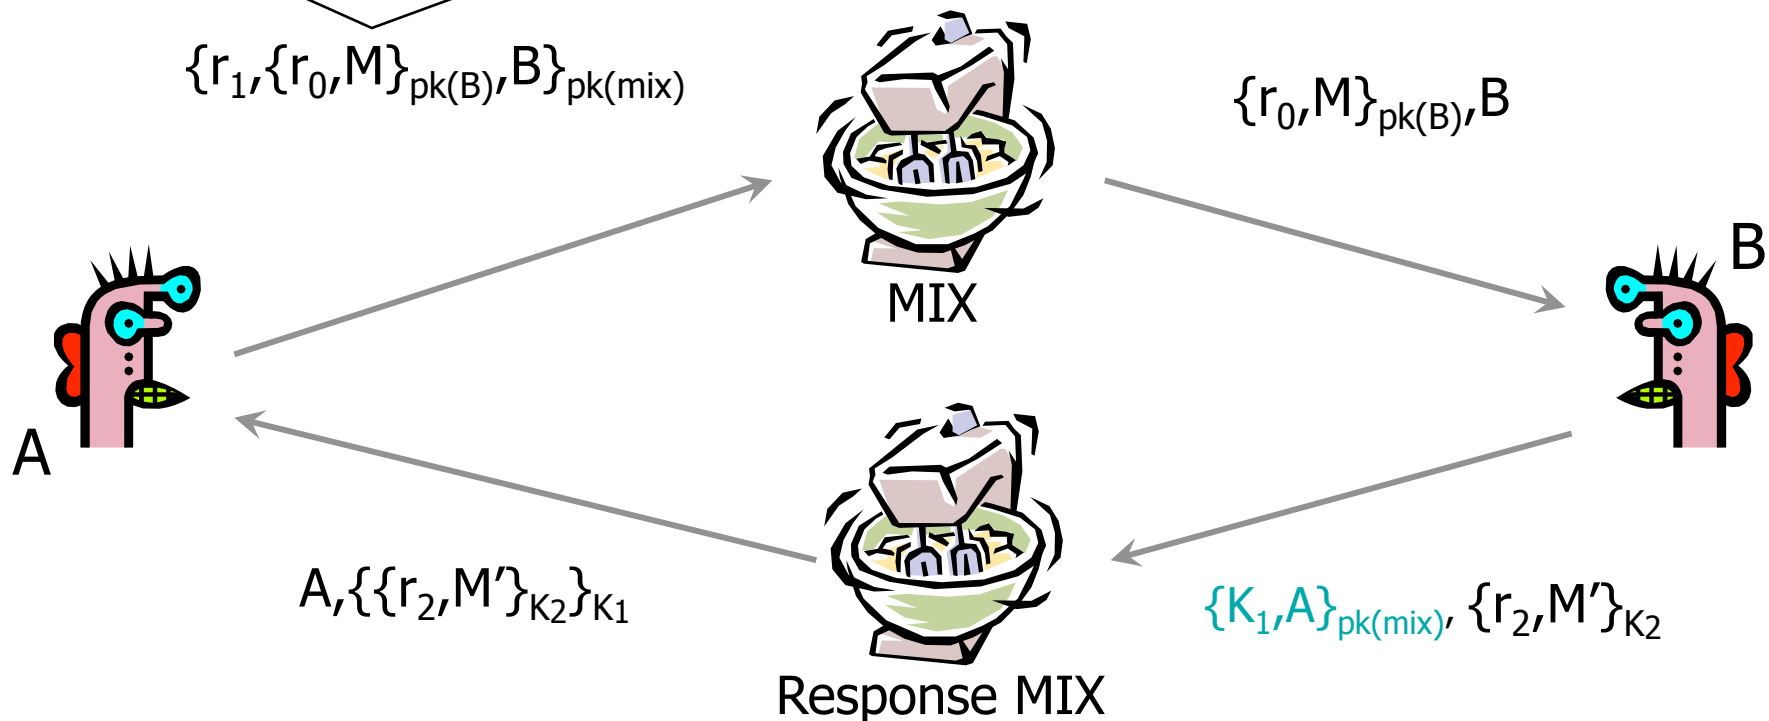 {r₁,{r₀,M}pk(B),B}pk(mix)
{r₀,M}pk(B),B
MIX
B
A
A,{{r₂,M′}K₂}K₁
{K₁,A}pk(mix), {r₂,M′}K₂
Response MIX